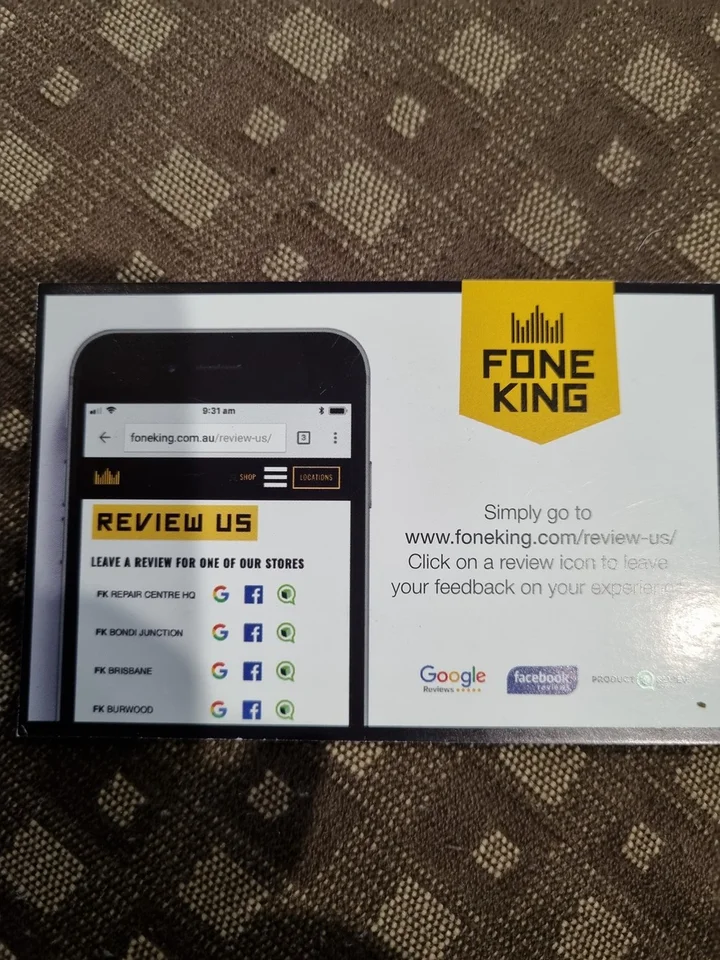 FONE
KING
9:31 am
foneking.com.au/review-us/
3
SHOP
LOCATIONS
REVIEW US
LEAVE A REVIEW FOR ONE OF OUR STORES
FK REPAIR CENTRE HQ
FK BONDI JUNCTION
FK BRISBANE
FK BURWOOD
Simply go to
www.foneking.com/review-us/
Click on a review icon to leave
your feedback on your experience
Google
Reviews
facebook
reviews
PRODUCT